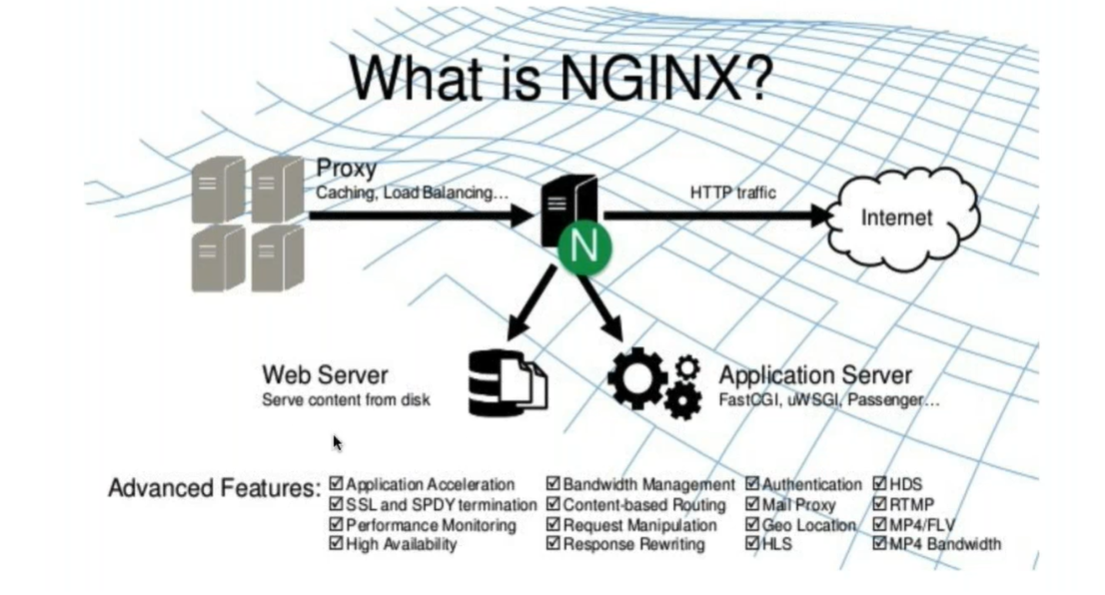 What is NGINX?
Proxy
Caching, Load Balancing...
HTTP traffic
Internet
N
Web Server
Serve content from disk
Application Server
FastCGI, uWSGI, Passenger...
Advanced Features:
☑Application Acceleration ☑Bandwidth Management ☑Authentication ☑HDS
☑SSL and SPDY termination ☑Content-based Routing ☑Mail Proxy ☑RTMP
☑Performance Monitoring ☑Request Manipulation ☑Geo Location ☑MP4/FLV
☑High Availability ☑Response Rewriting ☑HLS ☑MP4 Bandwidth